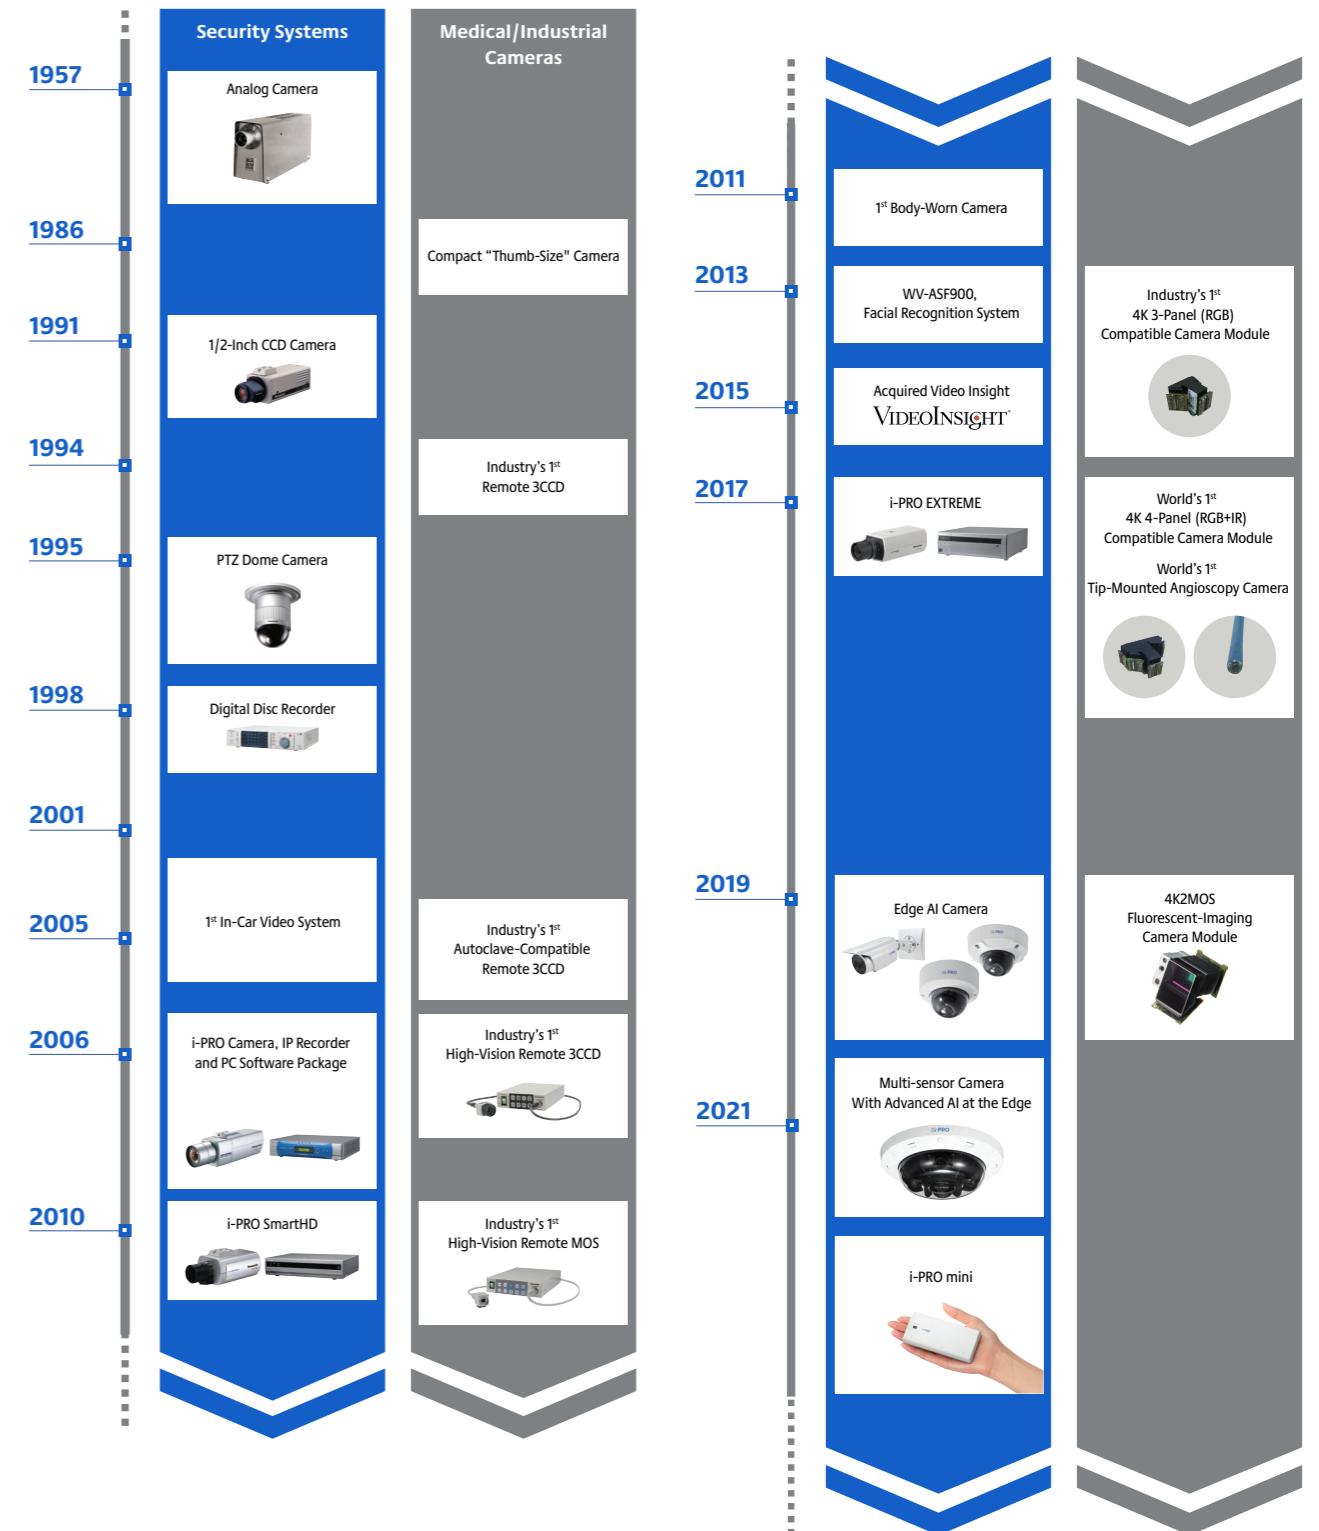 Security Systems
Medical/Industrial
Cameras
1957
Analog Camera
1986
Compact “Thumb-Size” Camera
1991
1/2-Inch CCD Camera
1994
Industry’s 1st
Remote 3CCD
1995
PTZ Dome Camera
1998
Digital Disc Recorder
2001
1st In-Car Video System
2005
Industry’s 1st
Autoclave-Compatible
Remote 3CCD
2006
i-PRO Camera, IP Recorder
and PC Software Package
Industry’s 1st
High-Vision Remote 3CCD
2010
i-PRO SmartHD
Industry’s 1st
High-Vision Remote MOS
2011
1st Body-Worn Camera
2013
WV-ASF900,
Facial Recognition System
Industry’s 1st
4K 3-Panel (RGB)
Compatible Camera Module
2015
Acquired Video Insight
VIDEOINSIGHT
2017
i-PRO EXTREME
World’s 1st
4K 4-Panel (RGB+IR)
Compatible Camera Module
World’s 1st
Tip-Mounted Angioscopy Camera
2019
Edge AI Camera
i-PRO
i-PRO
4K2MOS
Fluorescent-Imaging
Camera Module
2021
Multi-sensor Camera
With Advanced AI at the Edge
i-PRO
i-PRO mini